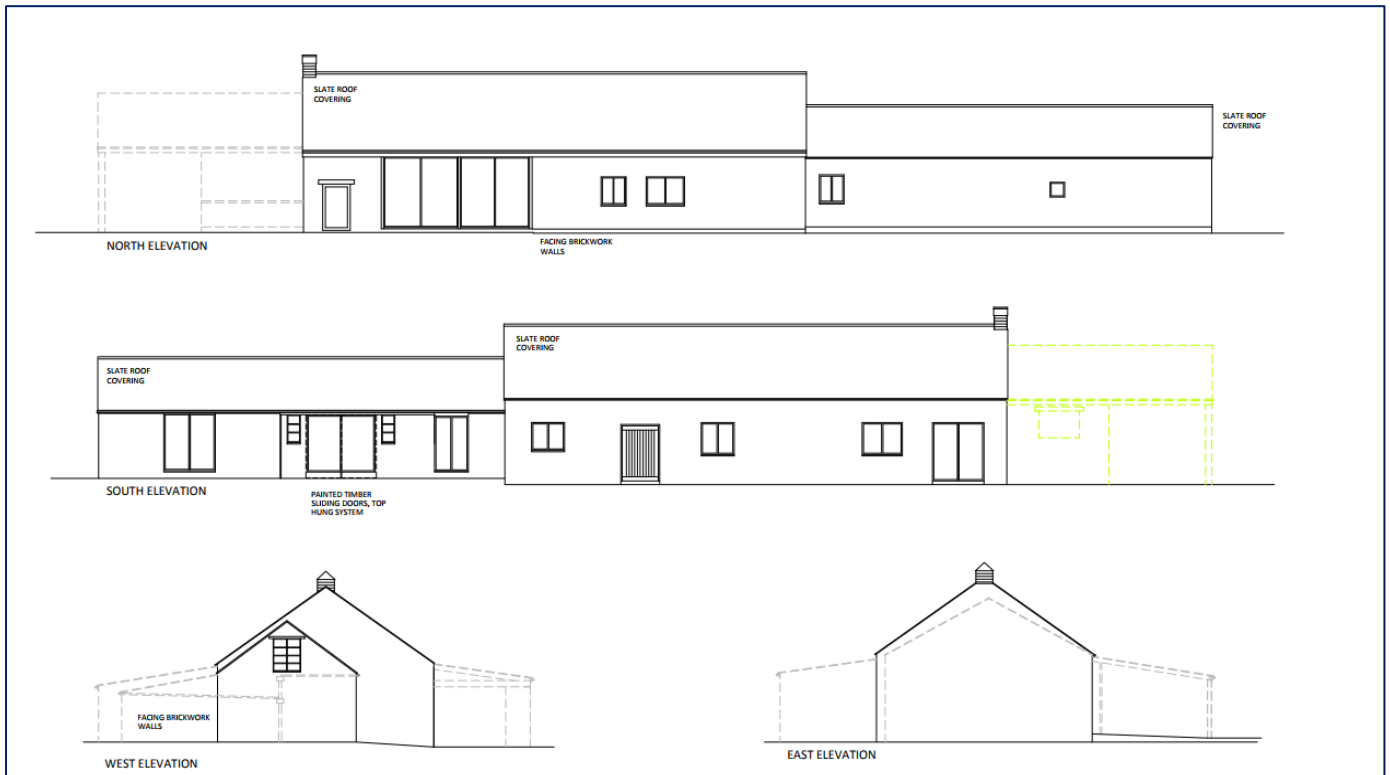 SLATE ROOF
COVERING
SLATE ROOF
COVERING
NORTH ELEVATION
FACING BRICKWORK
WALLS
SLATE ROOF
COVERING
SLATE ROOF
COVERING
SOUTH ELEVATION
PAINTED TIMBER
SLIDING DOORS, TOP
HUNG SYSTEM
FACING BRICKWORK
WALLS
WEST ELEVATION
EAST ELEVATION